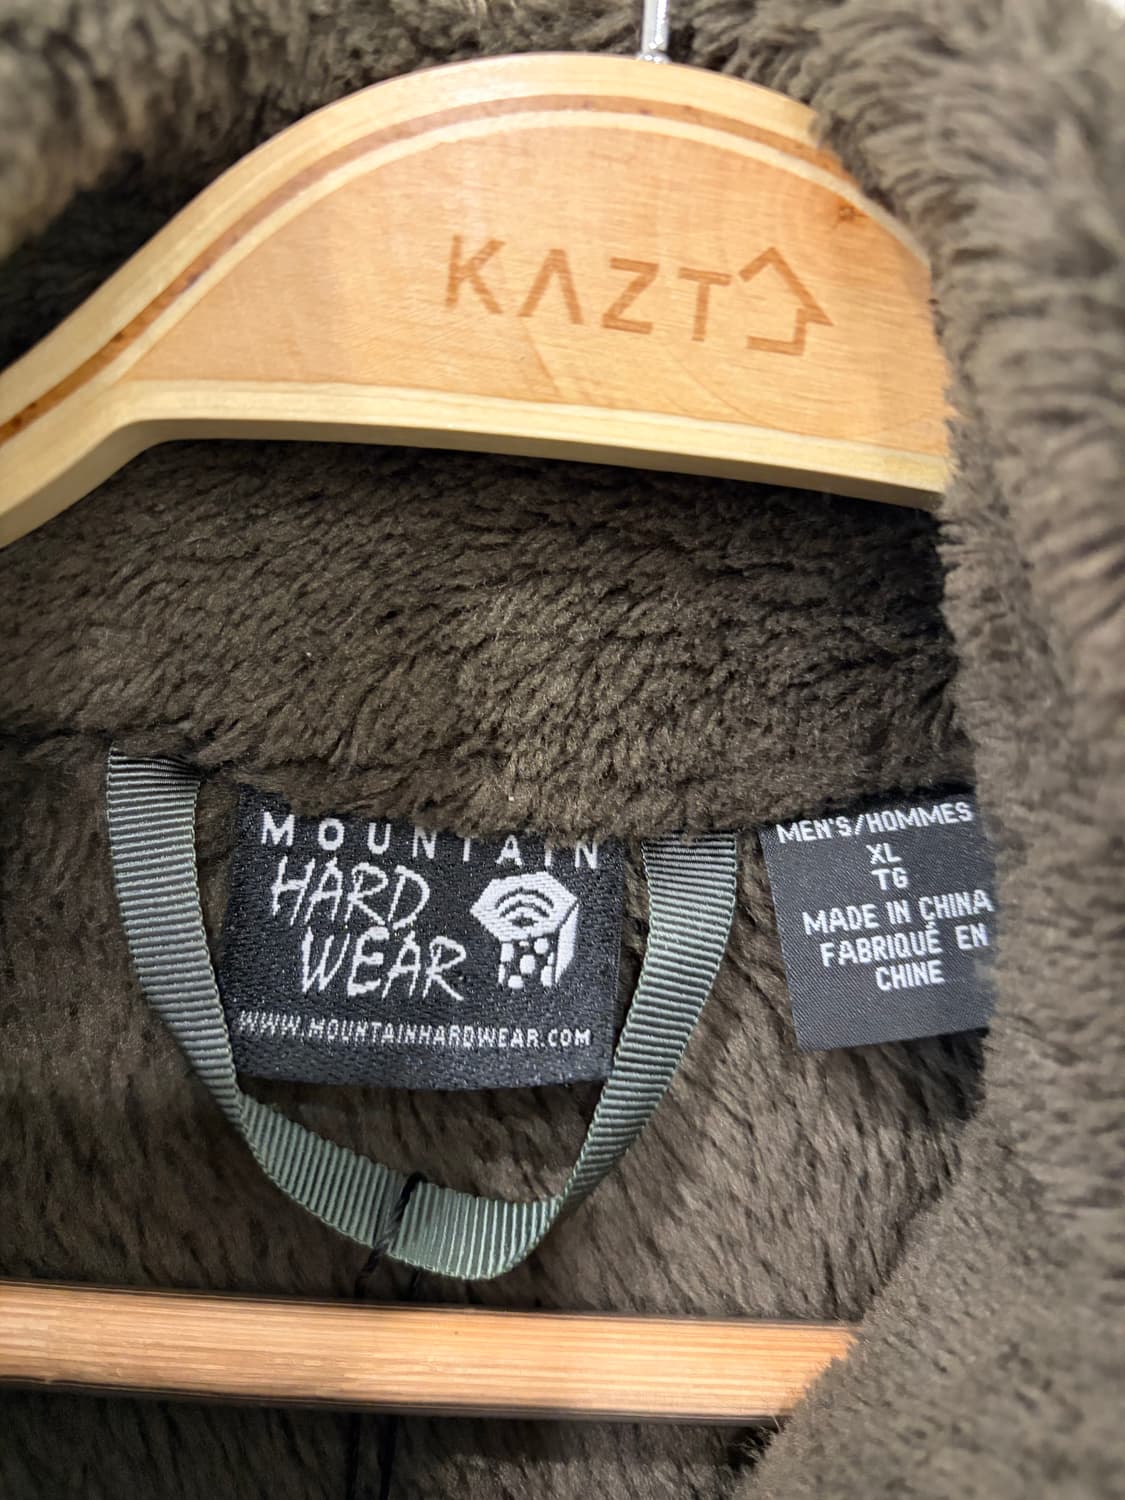 KAZT
MOUNTAIN
HARD
WEAR
WWW.MOUNTAINHARDWEAR.COM
MEN'S/HOMMES
XL
TG
MADE IN CHINA
FABRIQUÉ EN
CHINE